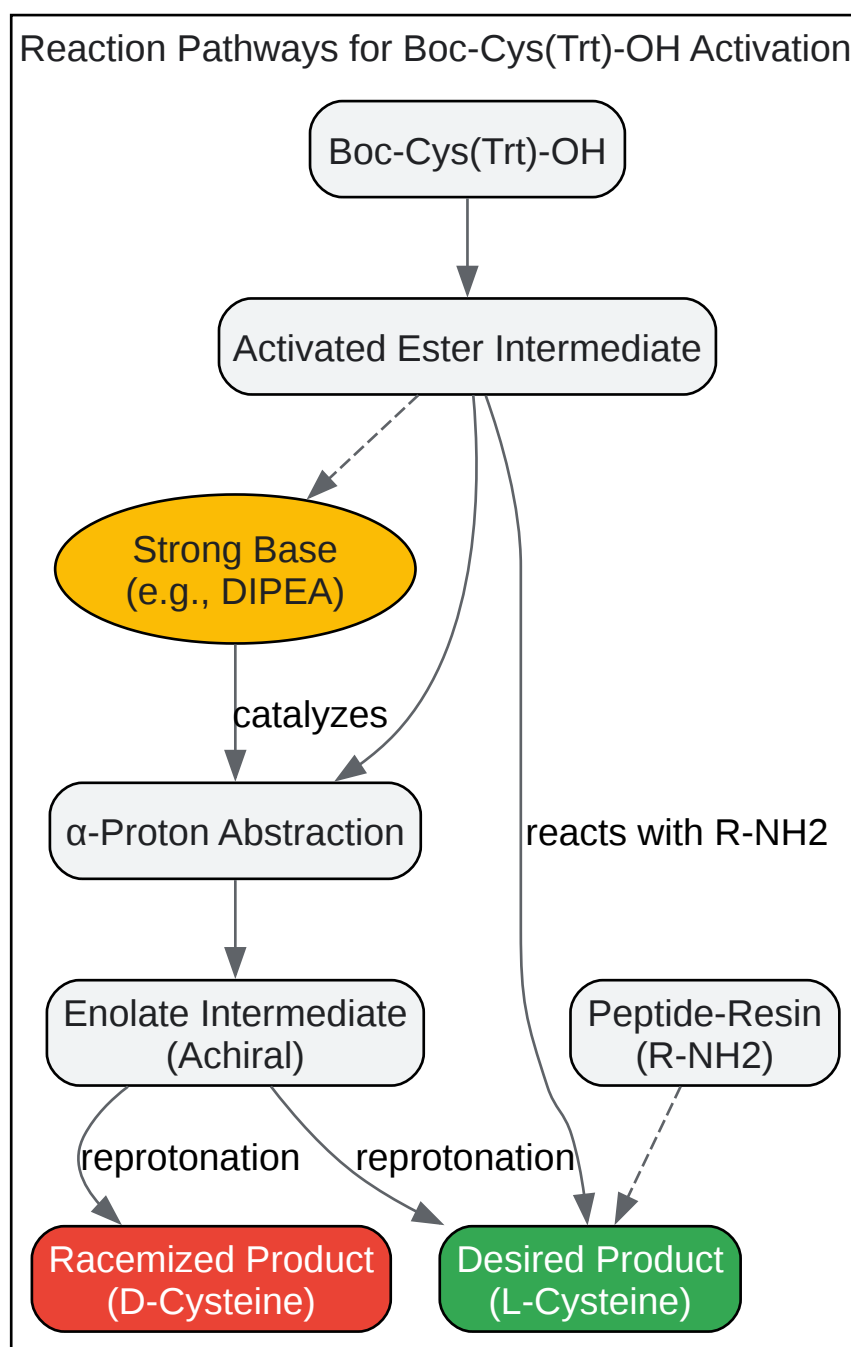 Reaction Pathways for Boc-Cys(Trt)-OH Activation
Boc-Cys(Trt)-OH
Activated Ester Intermediate
Strong Base
(e.g., DIPEA)
catalyzes
α-Proton Abstraction
reacts with R-NH2
Enolate Intermediate
(Achiral)
Peptide-Resin
(R-NH2)
reprotonation
reprotonation
Racemized Product
(D-Cysteine)
Desired Product
(L-Cysteine)